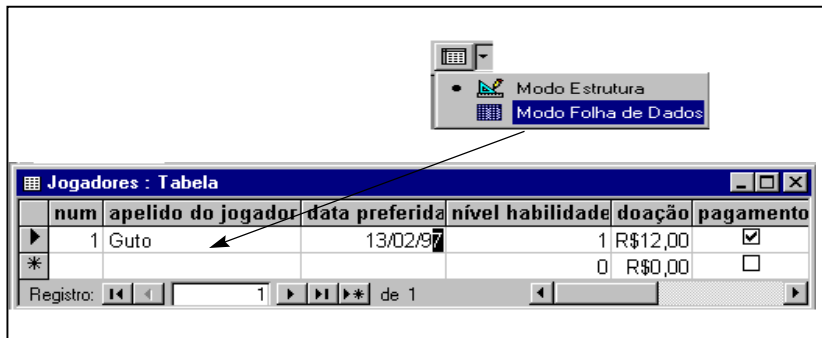 Modo Estrutura
Modo Folha de Dados
Jogadores : Tabela
num apelido do jogador data preferida nível habilidade doação pagamento
1 Guto 13/02/97 1 R$12,00
0 R$0,00
Registro: 1 de 1